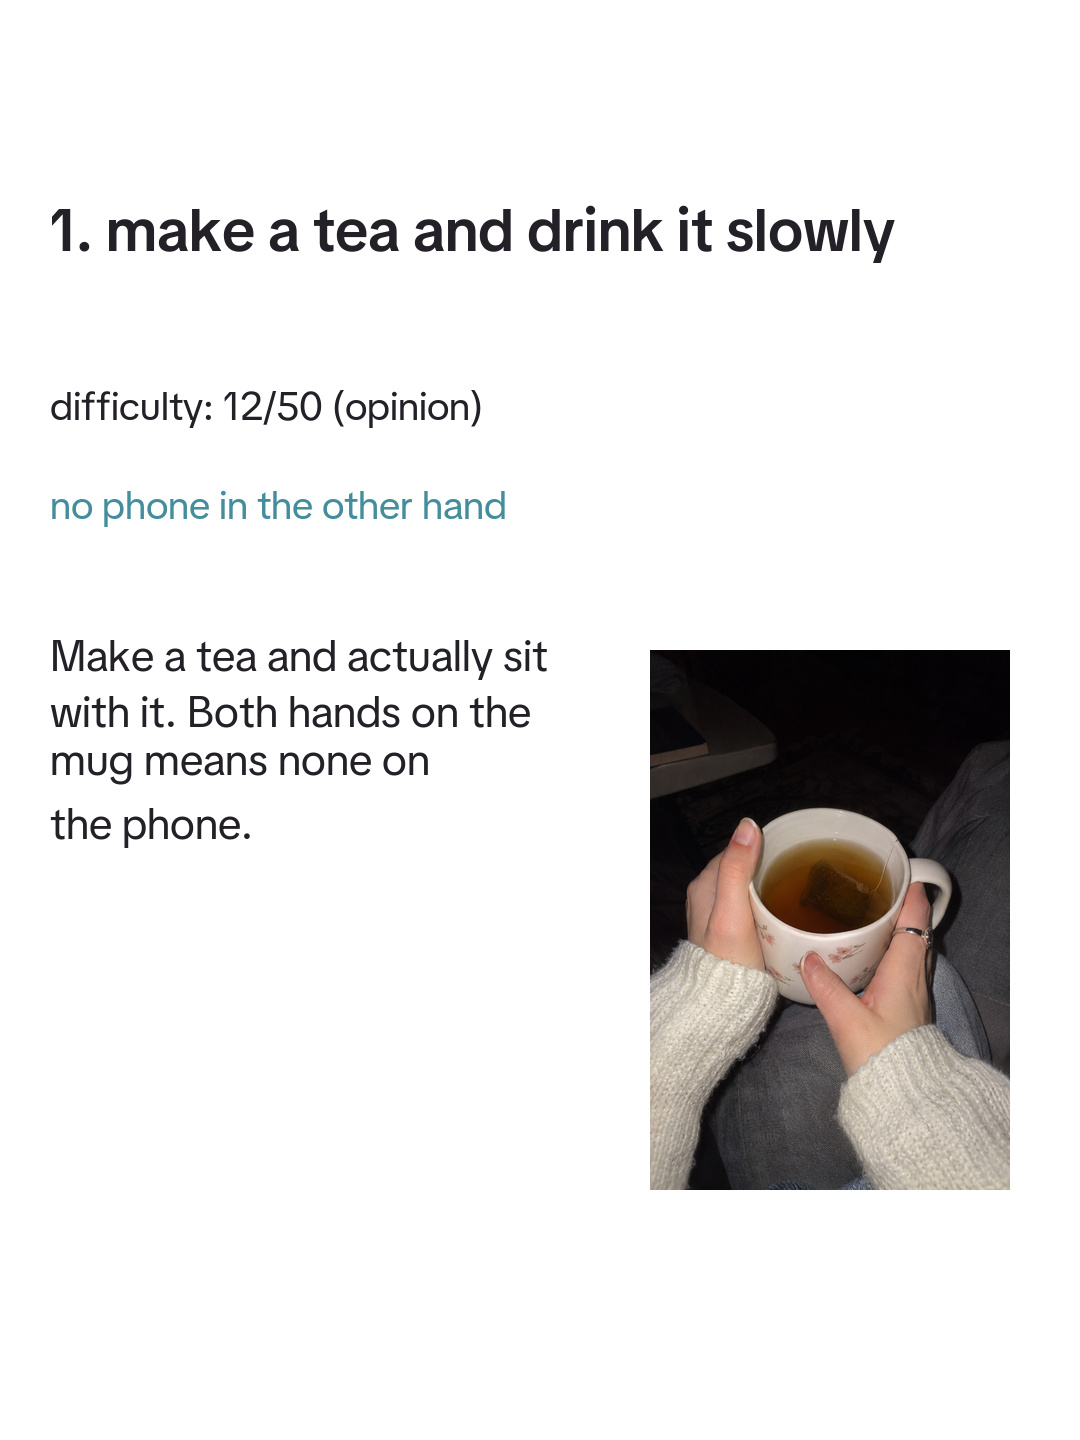 1. make a tea and drink it slowly
difficulty: 12/50 (opinion)
no phone in the other hand
Make a tea and actually sit
with it. Both hands on the
mug means none on
the phone.